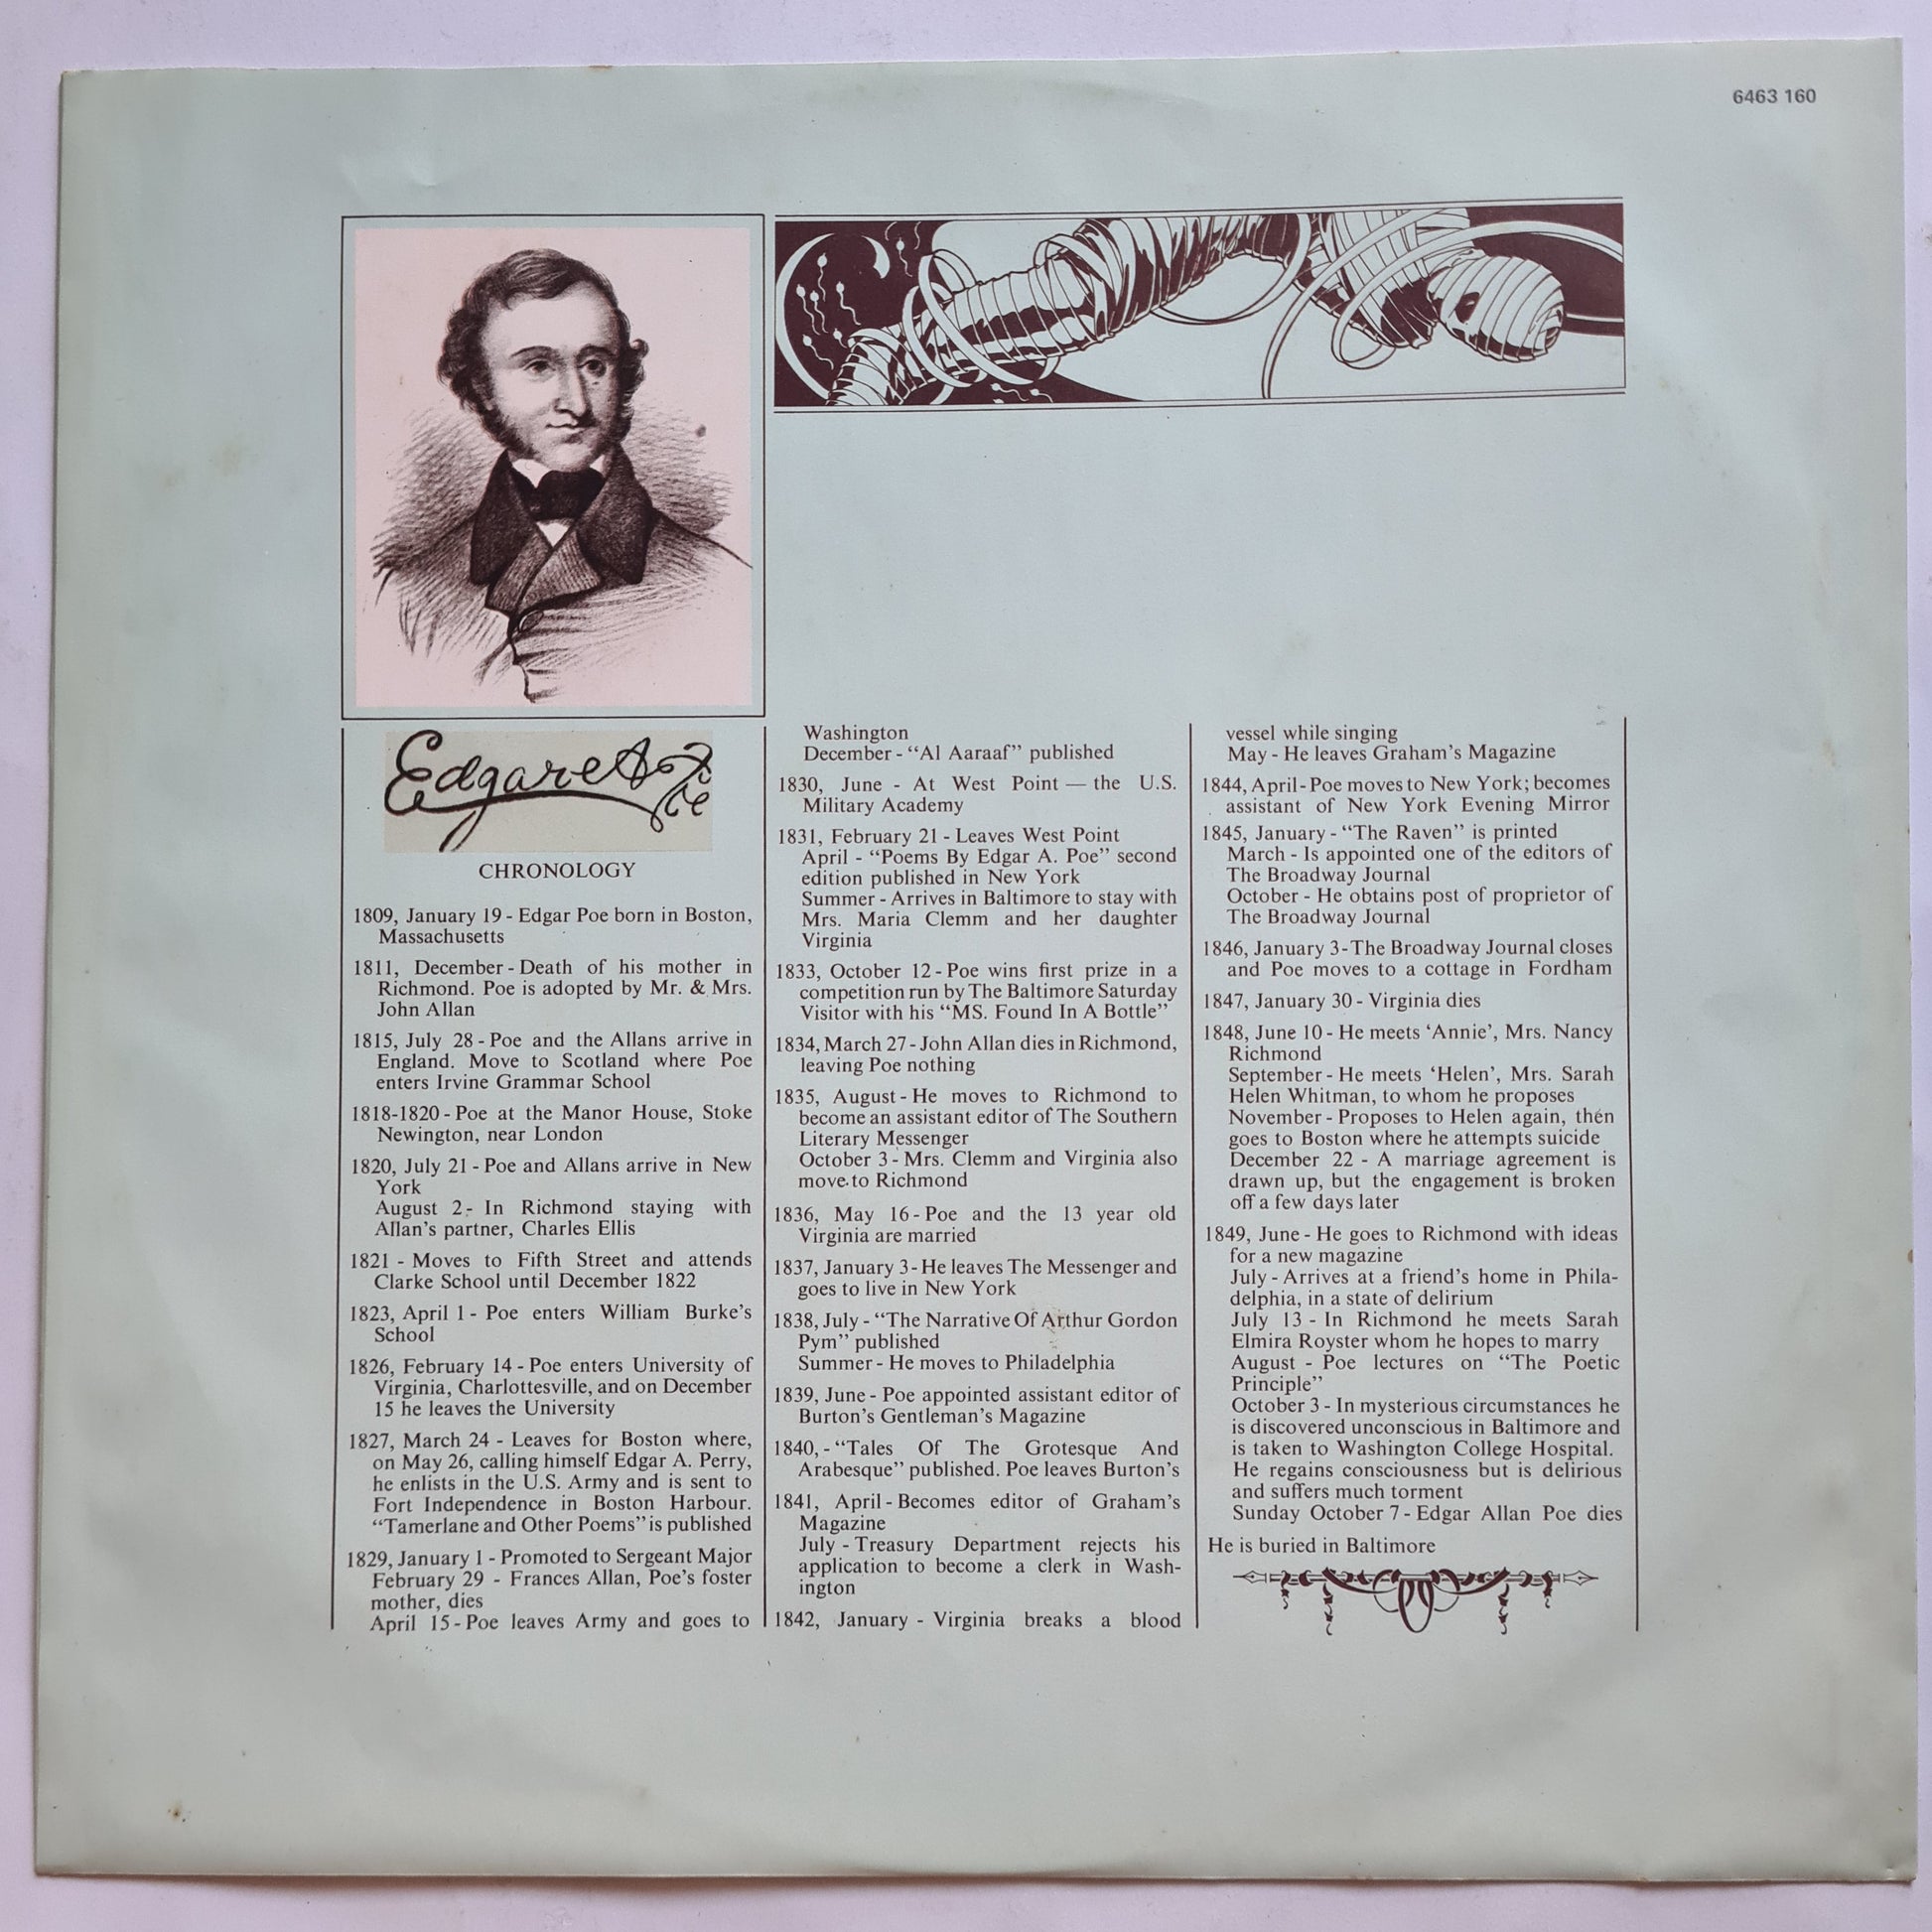 6463 160
Edgar A Poe
CHRONOLOGY
1809, January 19 - Edgar Poe born in Boston,
Massachusetts
1811, December - Death of his mother in
Richmond. Poe is adopted by Mr. & Mrs.
John Allan
1815, July 28 - Poe and the Allans arrive in
England. Move to Scotland where Poe
enters Irvine Grammar School
1818-1820 - Poe at the Manor House, Stoke
Newington, near London
1820, July 21 - Poe and Allans arrive in New
York
August 2 - In Richmond staying with
Allan's partner, Charles Ellis
1821 - Moves to Fifth Street and attends
Clarke School until December 1822
1823, April 1 - Poe enters William Burke's
School
1826, February 14 - Poe enters University of
Virginia, Charlottesville, and on December
15 he leaves the University
1827, March 24 - Leaves for Boston where,
on May 26, calling himself Edgar A. Perry,
he enlists in the U.S. Army and is sent to
Fort Independence in Boston Harbour.
“Tamerlane and Other Poems” is published
1829, January 1 - Promoted to Sergeant Major
February 29 - Frances Allan, Poe's foster
mother, dies
April 15 - Poe leaves Army and goes to
Washington
December - “Al Aaraaf” published
1830, June - At West Point — the U.S.
Military Academy
1831, February 21 - Leaves West Point
April - “Poems By Edgar A. Poe” second
edition published in New York
Summer - Arrives in Baltimore to stay with
Mrs. Maria Clemm and her daughter
Virginia
1833, October 12 - Poe wins first prize in a
competition run by The Baltimore Saturday
Visitor with his “MS. Found In A Bottle”
1834, March 27 - John Allan dies in Richmond,
leaving Poe nothing
1835, August - He moves to Richmond to
become an assistant editor of The Southern
Literary Messenger
October 3 - Mrs. Clemm and Virginia also
move to Richmond
1836, May 16 - Poe and the 13 year old
Virginia are married
1837, January 3 - He leaves The Messenger and
goes to live in New York
1838, July - “The Narrative Of Arthur Gordon
Pym” published
Summer - He moves to Philadelphia
1839, June - Poe appointed assistant editor of
Burton's Gentleman's Magazine
1840, - “Tales Of The Grotesque And
Arabesque” published. Poe leaves Burton's
1841, April - Becomes editor of Graham's
Magazine
July - Treasury Department rejects his
application to become a clerk in Wash-
ington
1842, January - Virginia breaks a blood
vessel while singing
May - He leaves Graham's Magazine
1844, April - Poe moves to New York; becomes
assistant of New York Evening Mirror
1845, January - “The Raven” is printed
March - Is appointed one of the editors of
The Broadway Journal
October - He obtains post of proprietor of
The Broadway Journal
1846, January 3 - The Broadway Journal closes
and Poe moves to a cottage in Fordham
1847, January 30 - Virginia dies
1848, June 10 - He meets ‘Annie’, Mrs. Nancy
Richmond
September - He meets ‘Helen’, Mrs. Sarah
Helen Whitman, to whom he proposes
November - Proposes to Helen again, then
goes to Boston where he attempts suicide
December 22 - A marriage agreement is
drawn up, but the engagement is broken
off a few days later
1849, June - He goes to Richmond with ideas
for a new magazine
July - Arrives at a friend's home in Phila-
delphia, in a state of delirium
July 13 - In Richmond he meets Sarah
Elmira Royster whom he hopes to marry
August - Poe lectures on “The Poetic
Principle”
October 3 - In mysterious circumstances he
is discovered unconscious in Baltimore and
is taken to Washington College Hospital.
He regains consciousness but is delirious
and suffers much torment
Sunday October 7 - Edgar Allan Poe dies
He is buried in Baltimore